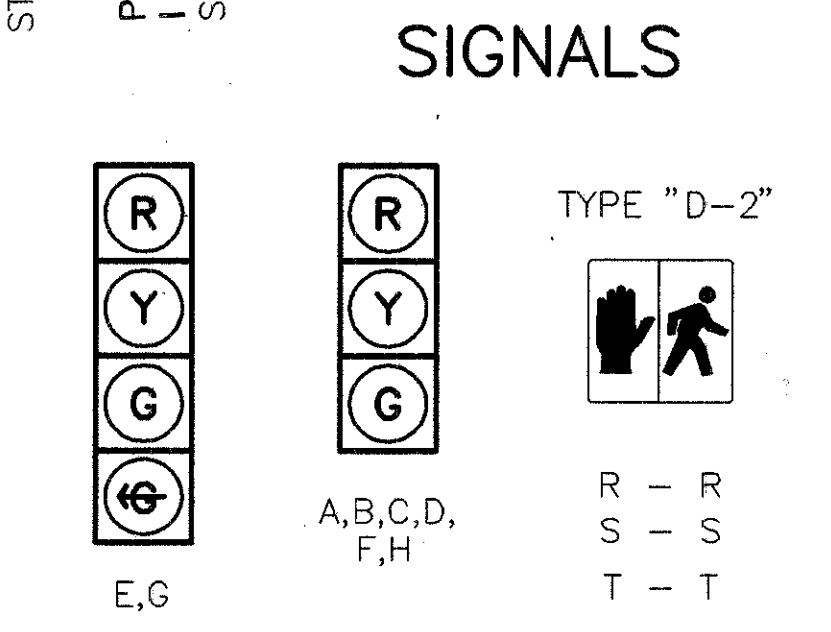 SIGNALS
R
Y
G
G
E,G
R
Y
G
A,B,C,D,
F,H
TYPE "D-2"
R - R
S - S
T - T